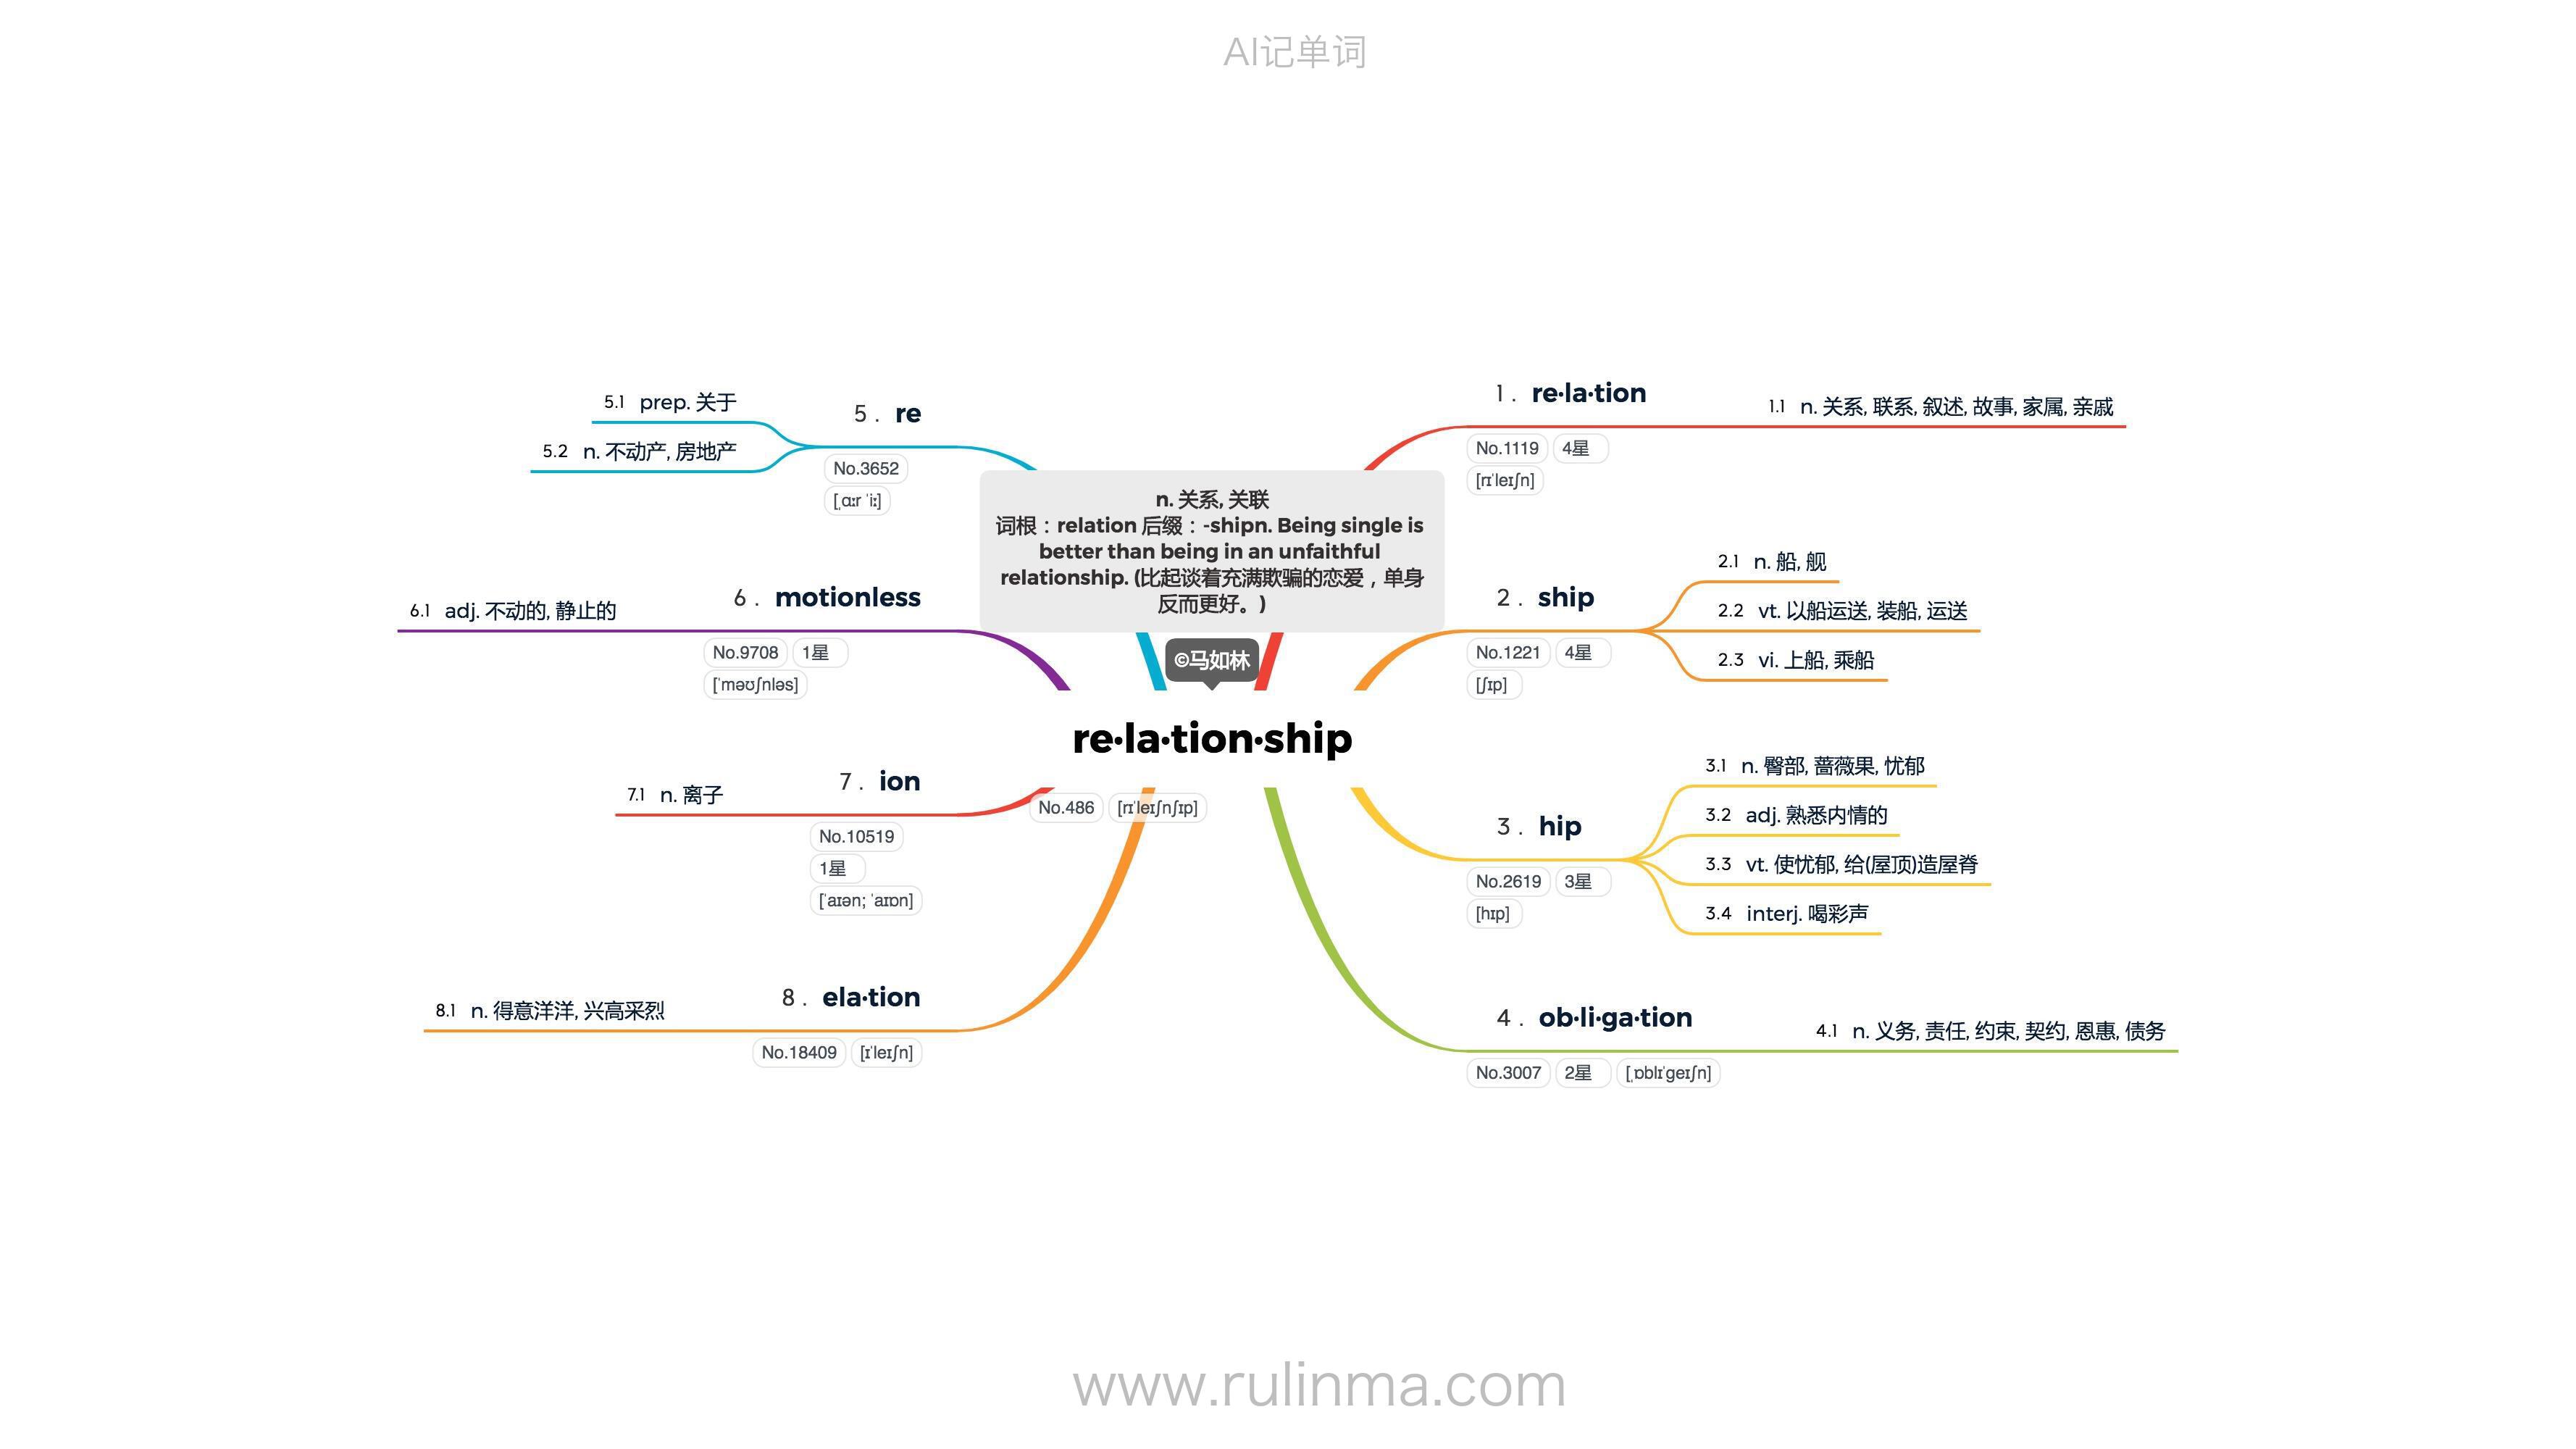 AI记单词
n. 关系, 关联
词根：relation 后缀：-shipn. Being single is
better than being in an unfaithful
relationship. (比起谈着充满欺骗的恋爱，单身
反而更好。)
©马如林
re·la·tion·ship
No.486 [rɪˈleɪʃnʃɪp]
1. re·la·tion
No.1119 4星
[rɪˈleɪʃn]
1.1 n. 关系, 联系, 叙述, 故事, 家属, 亲戚
2. ship
No.1221 4星
[ʃɪp]
2.1 n. 船, 舰
2.2 vt. 以船运送, 装船, 运送
2.3 vi. 上船, 乘船
3. hip
No.2619 3星
[hɪp]
3.1 n. 臀部, 蔷薇果, 忧郁
3.2 adj. 熟悉内情的
3.3 vt. 使忧郁, 给(屋顶)造屋脊
3.4 interj. 喝彩声
4. ob·li·ga·tion
No.3007 2星 [ˌɒblɪˈɡeɪʃn]
4.1 n. 义务, 责任, 约束, 契约, 恩惠, 债务
5. re
No.3652
[ˌɑːr ˈiː]
5.1 prep. 关于
5.2 n. 不动产, 房地产
6. motionless
No.9708 1星
[ˈməʊʃnləs]
6.1 adj. 不动的, 静止的
7. ion
No.10519
1星
[ˈaɪən; ˈaɪɒn]
7.1 n. 离子
8. ela·tion
No.18409 [ɪˈleɪʃn]
8.1 n. 得意洋洋, 兴高采烈
www.rulinma.com